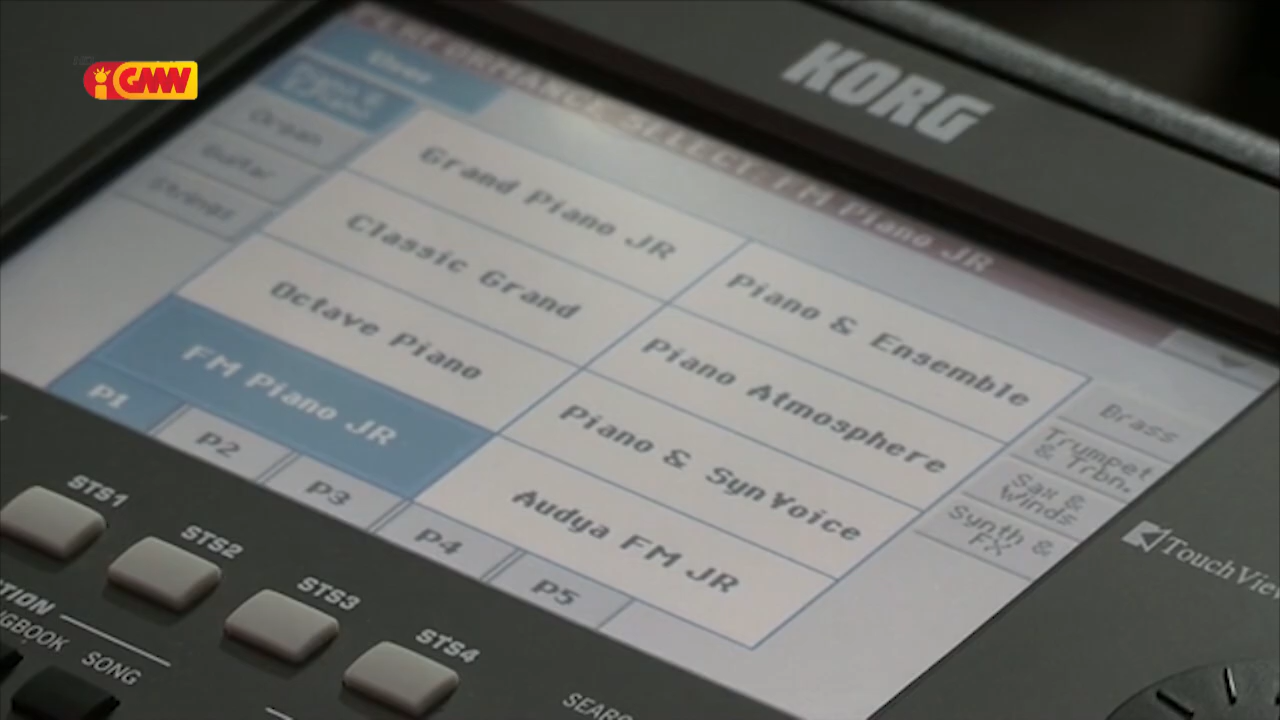 GMW
KORG
PERFORMANCE SELECT: FM Piano JR
User
Organ
Guitar
Strings
Grand Piano JR
Classic Grand
Octave Piano
FM Piano JR
Piano & Ensemble
Piano Atmosphere
Piano & SynVoice
Audya FM JR
Brass
Trumpet
& Trbn.
Sax &
Winds
Synth &
FX
P1
P2
P3
P4
P5
STS1
STS2
STS3
STS4
SONG